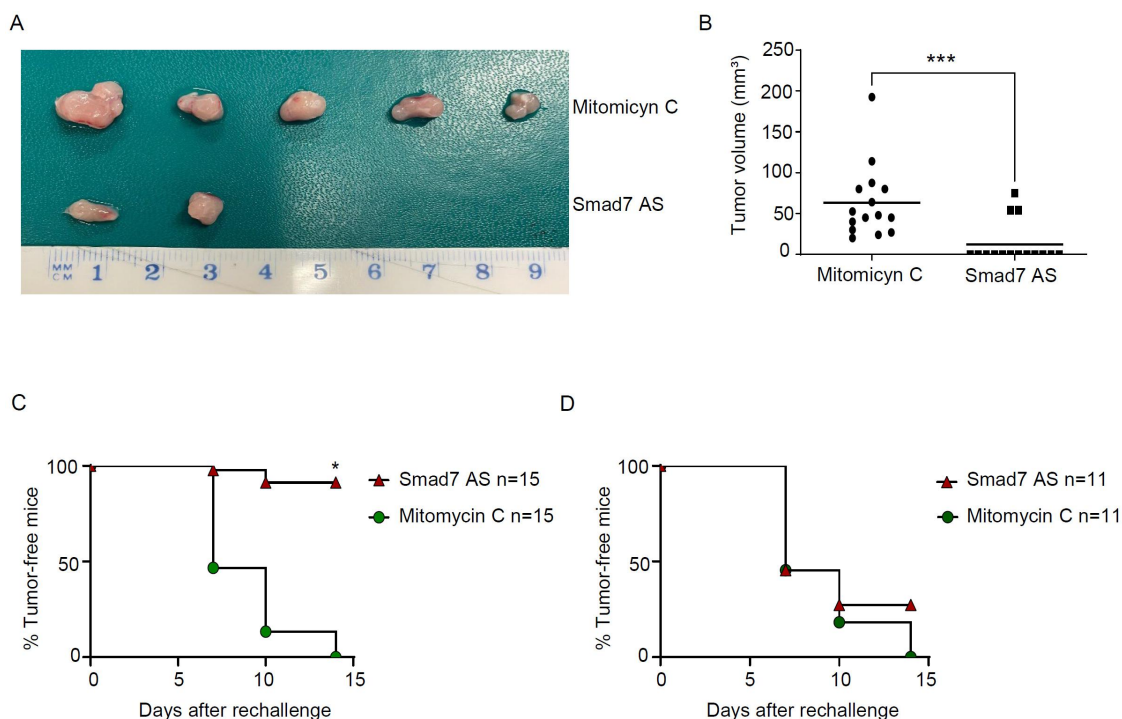 A
Mitomicyn C
Smad7 AS
MM
CM 1 2 3 4 5 6 7 8 9
B
Tumor volume (mm³)
250
200
150
100
50
0
***
Mitomicyn C Smad7 AS
C
% Tumor-free mice
100
50
0
*
Smad7 AS n=15
Mitomycin C n=15
0 5 10 15
Days after rechallenge
D
% Tumor-free mice
100
50
0
Smad7 AS n=11
Mitomycin C n=11
0 5 10 15
Days after rechallenge